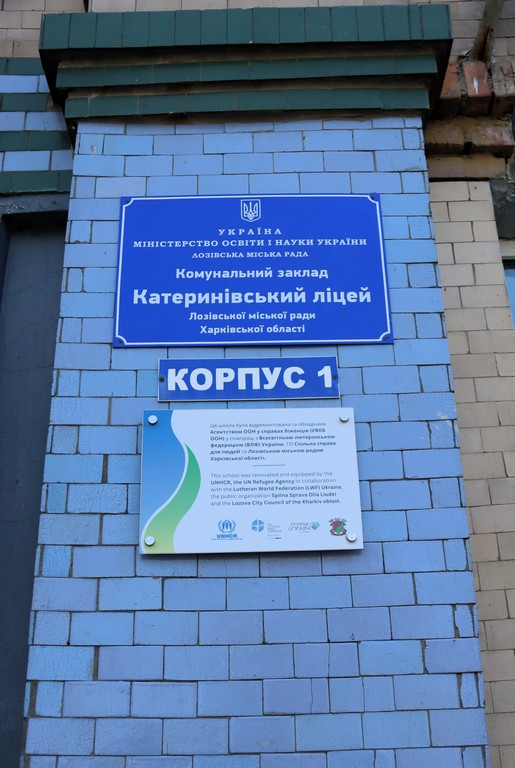 УКРАЇНА
МІНІСТЕРСТВО ОСВІТИ І НАУКИ УКРАЇНИ
ЛОЗІВСЬКА МІСЬКА РАДА
Комунальний заклад
Катеринівський ліцей
Лозівської міської ради
Харківської області
КОРПУС 1
Ця школа була відремонтована та обладнана
Агентством ООН у справах біженців (УВКБ
ООН) у співпраці з Всесвітньою лютеранською
федерацією (ВЛФ) України, ГО Спільна справа
для людей та Лозівською міською радою
Харківської області.
This school was renovated and equipped by the
UNHCR, the UN Refugee Agency in collaboration
with the Lutheran World Federation (LWF) Ukraine,
the public organization Spilna Sprava Dlia Liudei
and the Lozova City Council of the Kharkiv oblast.
UNHCR